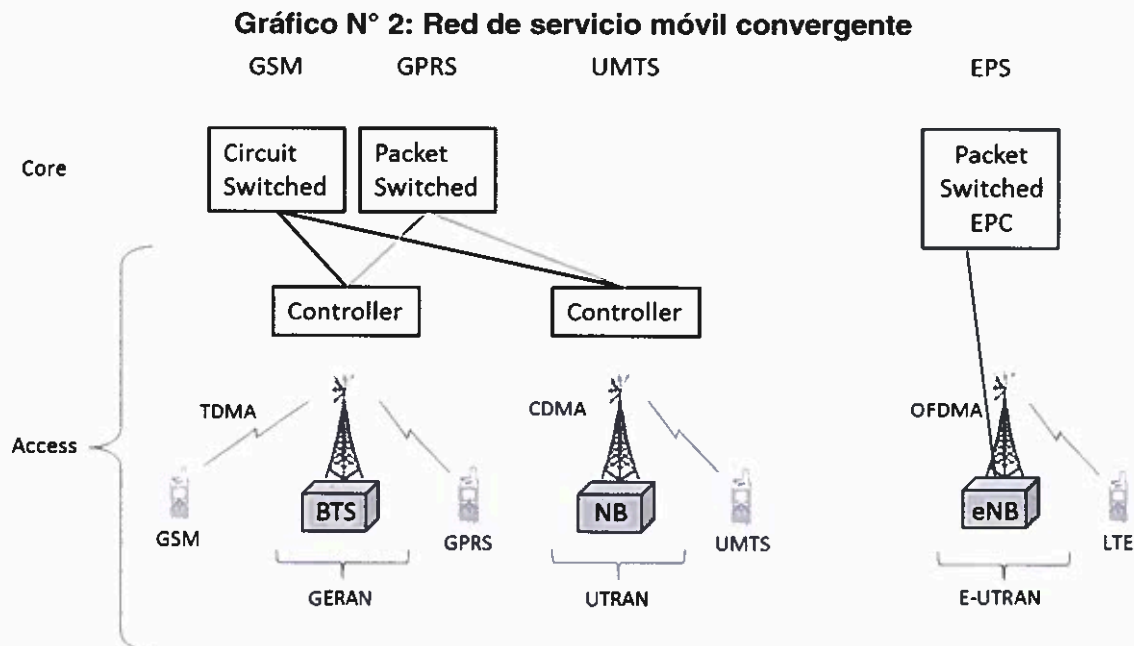 Gráfico N° 2: Red de servicio móvil convergente
GSM GPRS UMTS EPS
Core
Circuit
Switched
Packet
Switched
Packet
Switched
EPC
Controller
Controller
Access
TDMA
CDMA
OFDMA
GSM
BTS
GPRS
NB
UMTS
eNB
LTE
GERAN
UTRAN
E-UTRAN